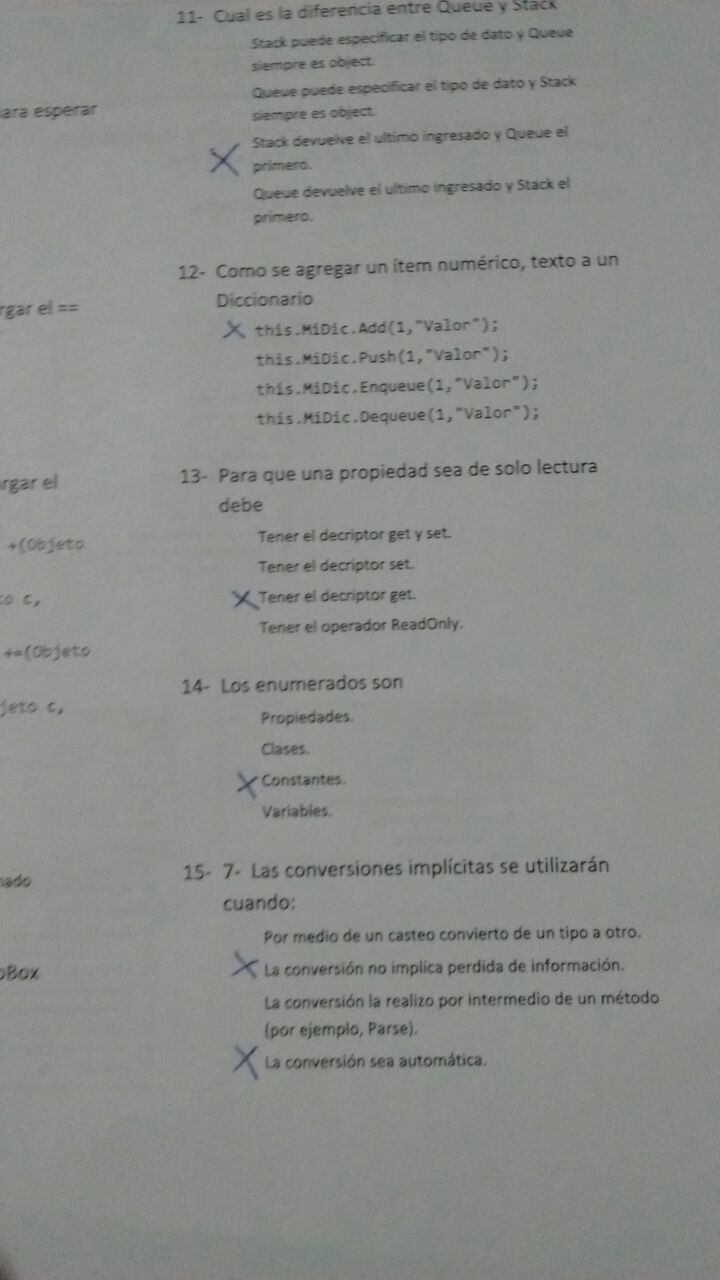 ara esperar
rgar el ==
rgar el
+(Objeto
to c,
+=(Objeto
jeto c,
nado
oBox
11- Cual es la diferencia entre Queue y Stack
Stack puede especificar el tipo de dato y Queue
siempre es object.
Queue puede especificar el tipo de dato y Stack
siempre es object.
X Stack devuelve el ultimo ingresado y Queue el
primero.
Queue devuelve el ultimo ingresado y Stack el
primero.
12- Como se agregar un ítem numérico, texto a un
Diccionario
X this.MiDic.Add(1,"Valor");
this.MiDic.Push(1,"Valor");
this.MiDic.Enqueue(1,"Valor");
this.MiDic.Dequeue(1,"Valor");
13- Para que una propiedad sea de solo lectura
debe
Tener el decriptor get y set.
Tener el decriptor set.
X Tener el decriptor get.
Tener el operador ReadOnly.
14- Los enumerados son
Propiedades.
Clases.
X Constantes.
Variables.
15- 7- Las conversiones implícitas se utilizarán
cuando:
Por medio de un casteo convierto de un tipo a otro.
X La conversión no implica perdida de información.
La conversión la realizo por intermedio de un método
(por ejemplo, Parse).
X La conversión sea automática.